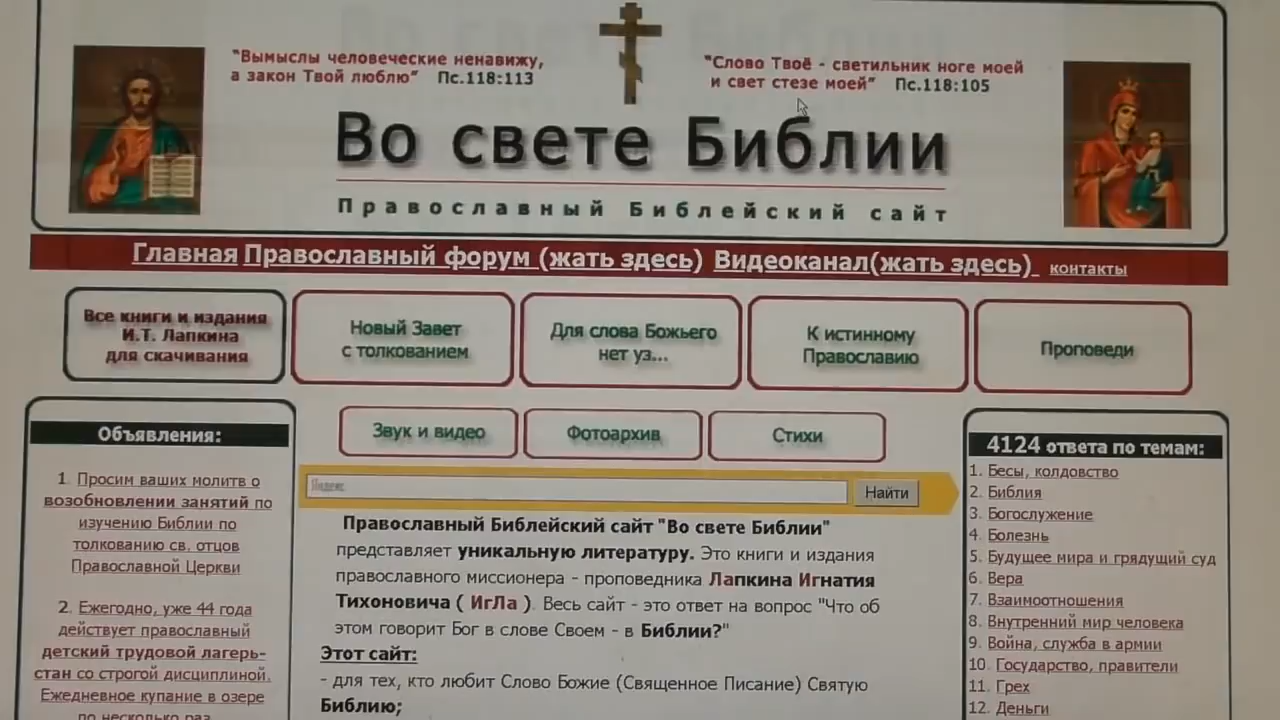 "Вымыслы человеческие ненавижу,
а закон Твой люблю" Пс.118:113
"Слово Твоё - светильник ноге моей
и свет стезе моей" Пс.118:105
Во свете Библии
Православный Библейский сайт
Главная Православный форум (жать здесь) Видеоканал(жать здесь) контакты
Все книги и издания
И.Т. Лапкина
для скачивания
Новый Завет
с толкованием
Для слова Божьего
нет уз...
К истинному
Православию
Проповеди
Звук и видео
Фотоархив
Стихи
Объявления:
1. Просим ваших молитв о
возобновлении занятий по
изучению Библии по
толкованию св. отцов
Православной Церкви
2. Ежегодно, уже 44 года
действует православный
детский трудовой лагерь-
стан со строгой дисциплиной.
Ежедневное купание в озере
по несколько раз
Яндекс
Найти
Православный Библейский сайт "Во свете Библии"
представляет уникальную литературу. Это книги и издания
православного миссионера - проповедника Лапкина Игнатия
Тихоновича ( ИгЛа ). Весь сайт - это ответ на вопрос "Что об
этом говорит Бог в слове Своем - в Библии?"
Этот сайт:
- для тех, кто любит Слово Божие (Священное Писание) Святую
Библию;
4124 ответа по темам:
1. Бесы, колдовство
2. Библия
3. Богослужение
4. Болезнь
5. Будущее мира и грядущий суд
6. Вера
7. Взаимоотношения
8. Внутренний мир человека
9. Война, служба в армии
10. Государство, правители
11. Грех
12. Деньги